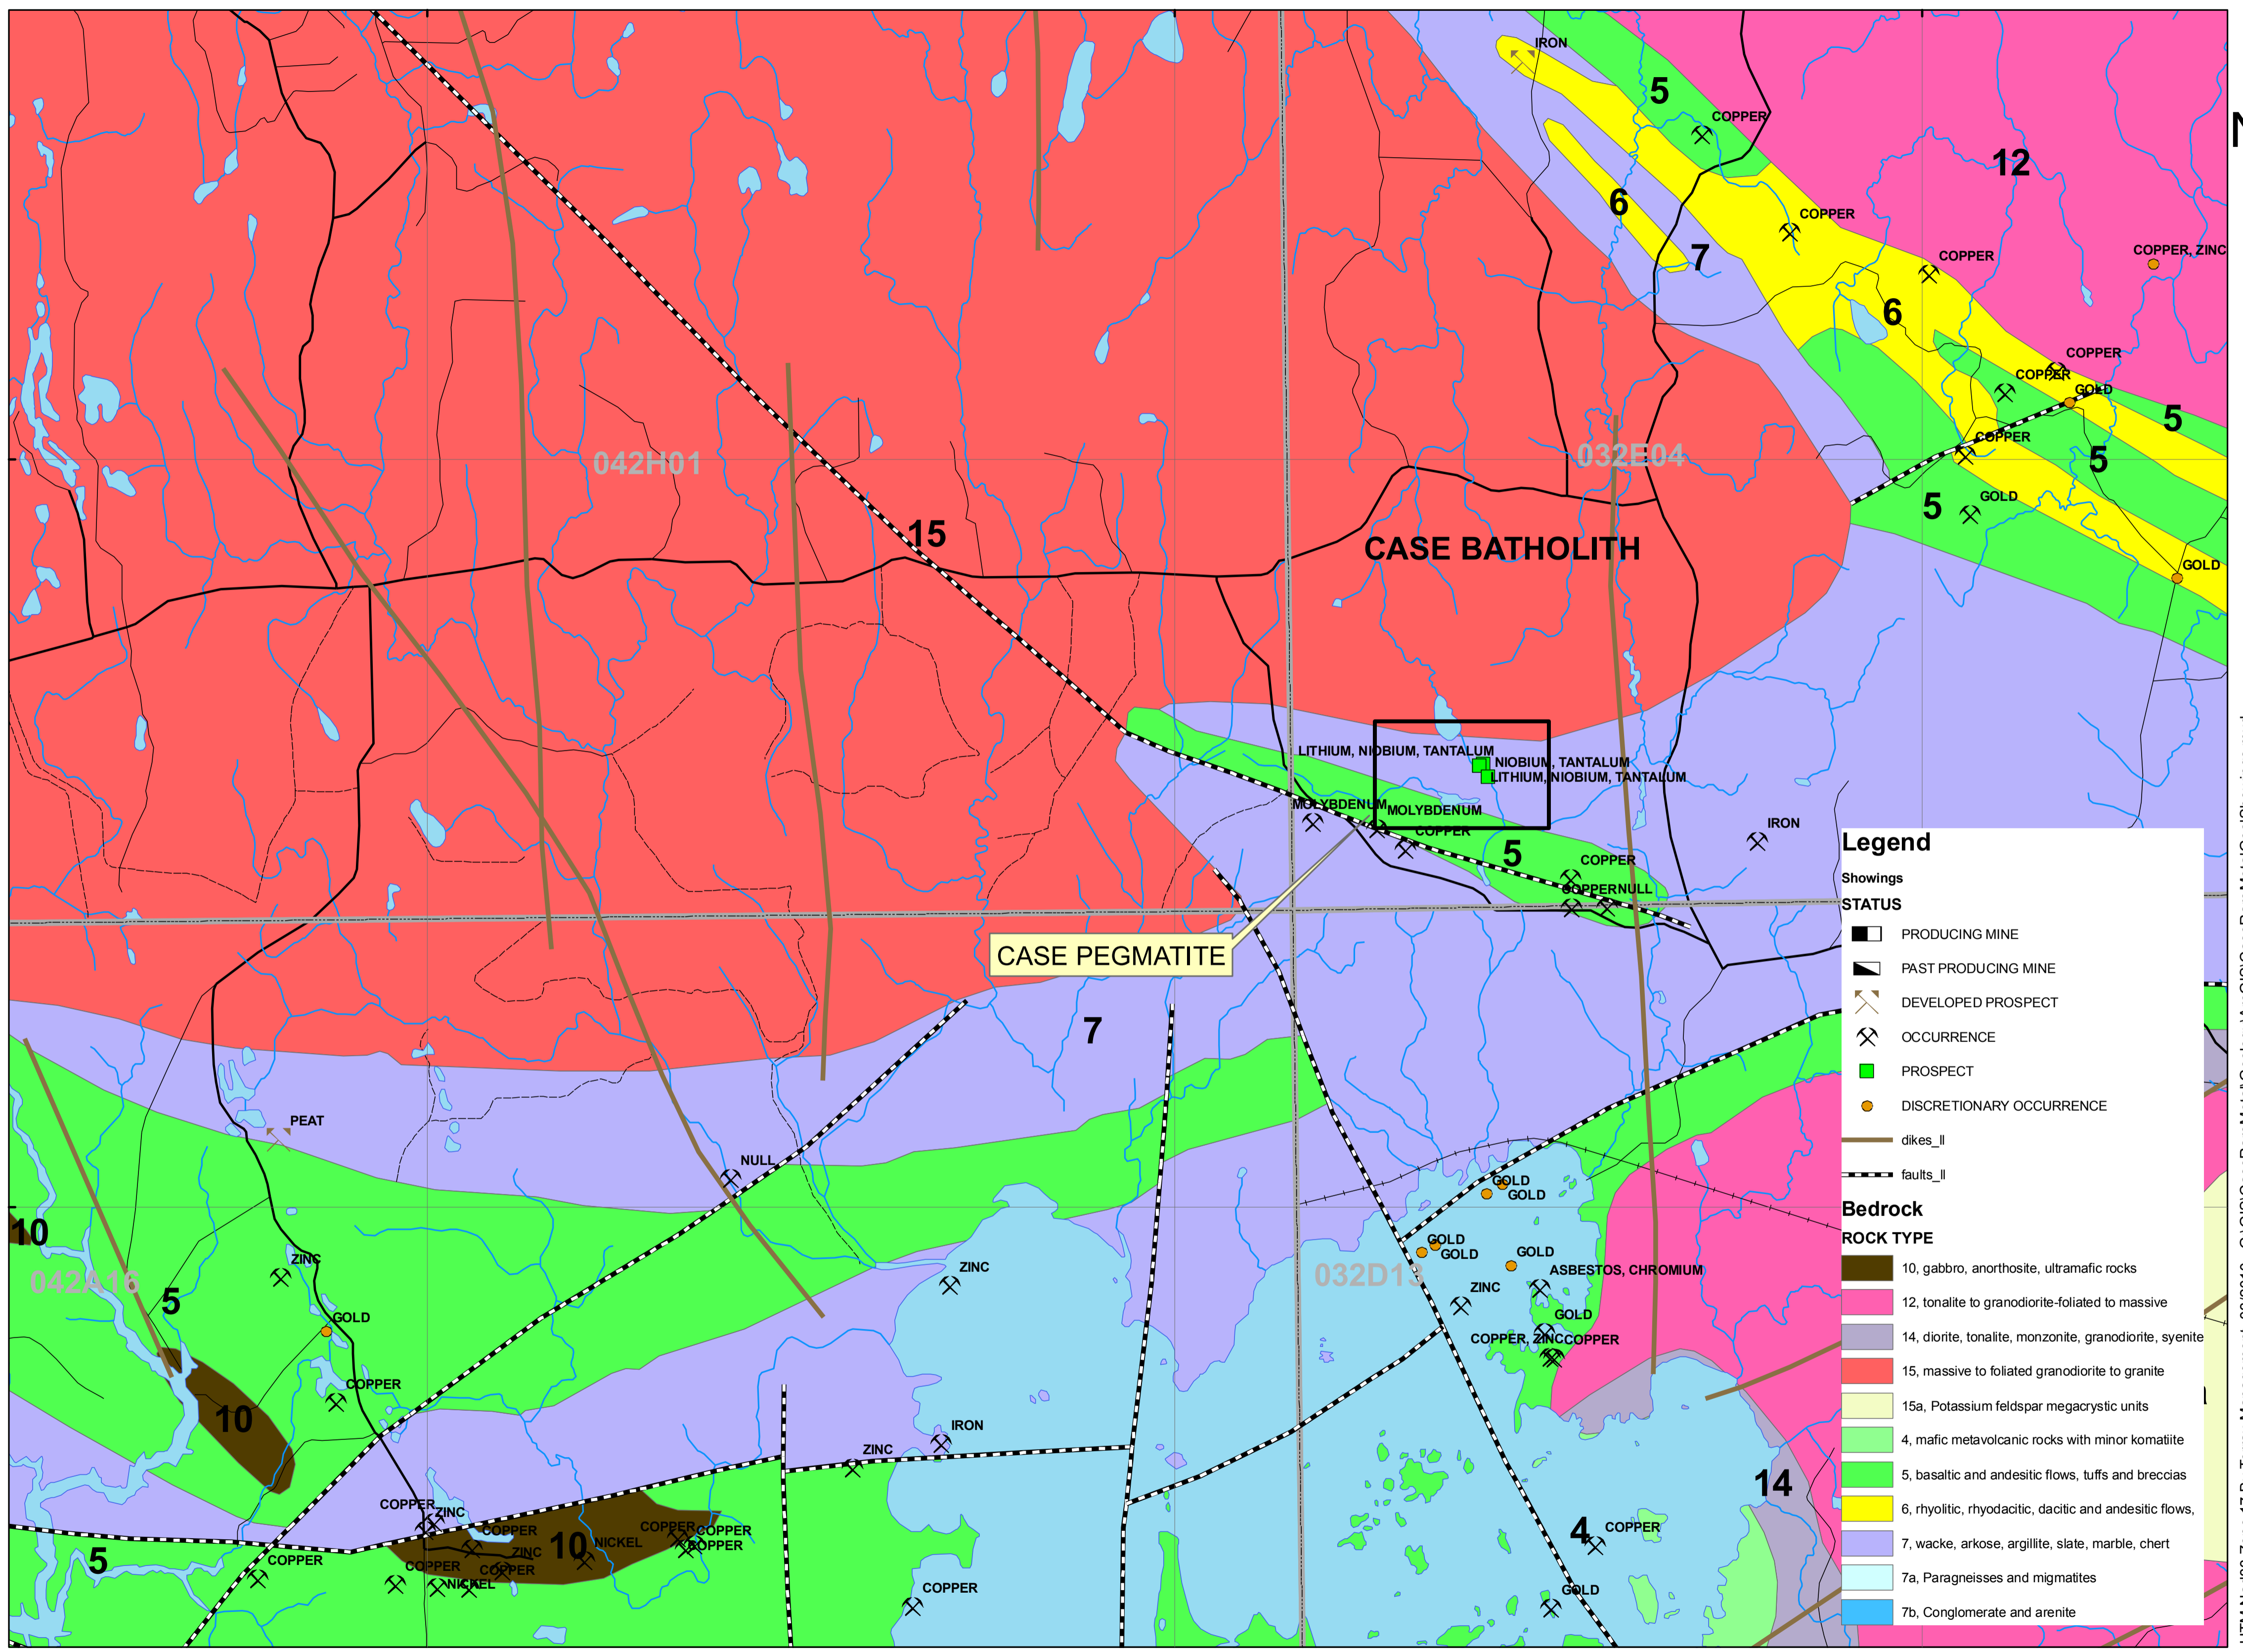 IRON
5
COPPER
N
12
6
COPPER
7
COPPER
COPPER, ZINC
6
COPPER
COPPER
GOLD
5
COPPER
042H01
032E04
5
GOLD
5
15
CASE BATHOLITH
GOLD
LITHIUM, NIOBIUM, TANTALUM
NIOBIUM, TANTALUM
LITHIUM, NIOBIUM, TANTALUM
MOLYBDENUM
MOLYBDENUM
COPPER
IRON
5
COPPER
COPPER
NULL
CASE PEGMATITE
7
PEAT
NULL
10
GOLD
GOLD
GOLD
GOLD
GOLD
ZINC
ZINC
042A16
032D13
ASBESTOS, CHROMIUM
5
ZINC
GOLD
GOLD
COPPER, ZINC
COPPER
COPPER
10
IRON
ZINC
14
COPPER
ZINC
COPPER
ZINC
10
NICKEL
COPPER
COPPER
COPPER
4
COPPER
5
COPPER
COPPER
COPPER
NICKEL
COPPER
GOLD
Legend
Showings
STATUS
PRODUCING MINE
PAST PRODUCING MINE
DEVELOPED PROSPECT
OCCURRENCE
PROSPECT
DISCRETIONARY OCCURRENCE
dikes_ll
faults_ll
Bedrock
ROCK TYPE
10, gabbro, anorthosite, ultramafic rocks
12, tonalite to granodiorite-foliated to massive
14, diorite, tonalite, monzonite, granodiorite, syenite
15, massive to foliated granodiorite to granite
15a, Potassium feldspar megacrystic units
4, mafic metavolcanic rocks with minor komatiite
5, basaltic and andesitic flows, tuffs and breccias
6, rhyolitic, rhyodacitic, dacitic and andesitic flows,
7, wacke, arkose, argillite, slate, marble, chert
7a, Paragneisses and migmatites
7b, Conglomerate and arenite